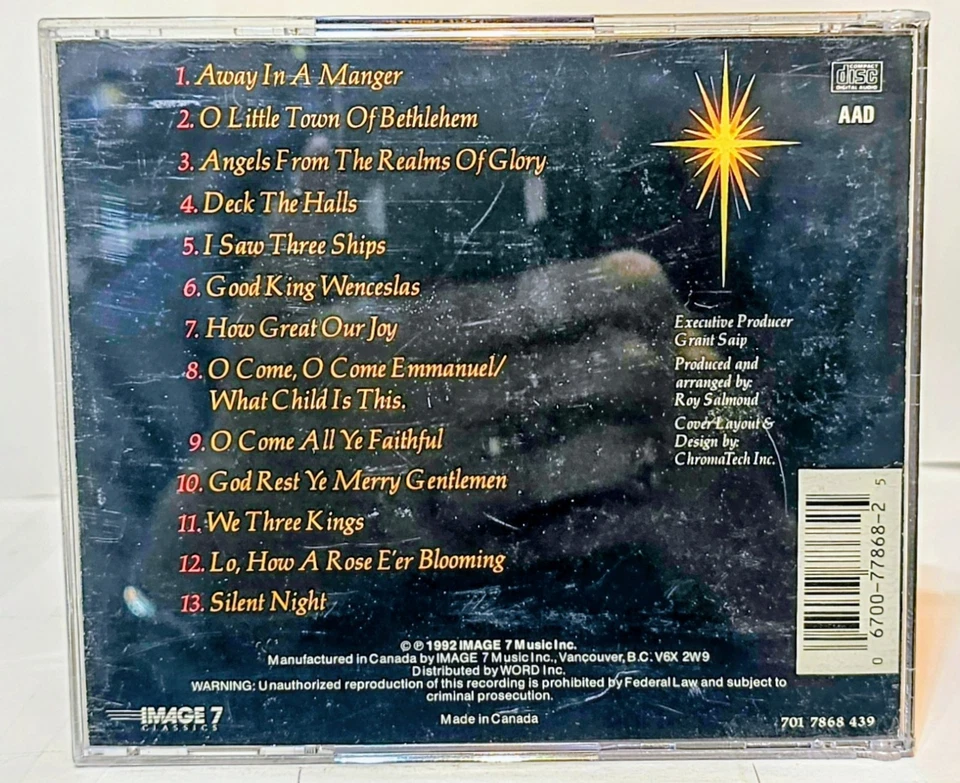 1. Away In A Manger
2. O Little Town Of Bethlehem
3. Angels From The Realms Of Glory
4. Deck The Halls
5. I Saw Three Ships
6. Good King Wenceslas
7. How Great Our Joy
8. O Come, O Come Emmanuel/
What Child Is This.
9. O Come All Ye Faithful
10. God Rest Ye Merry Gentlemen
11. We Three Kings
12. Lo, How A Rose E'er Blooming
13. Silent Night
COMPACT
disc
DIGITAL AUDIO
AAD
Executive Producer
Grant Saip
Produced and
arranged by:
Roy Salmond
Cover Layout &
Design by:
ChromaTech Inc.
0 6700-77868-2 5
© ℗ 1992 IMAGE 7 Music Inc.
Manufactured in Canada by IMAGE 7 Music Inc., Vancouver, B.C. V6X 2W9
Distributed by WORD Inc.
WARNING: Unauthorized reproduction of this recording is prohibited by Federal Law and subject to
criminal prosecution.
Made in Canada
IMAGE 7
CLASSICS
701 7868 439